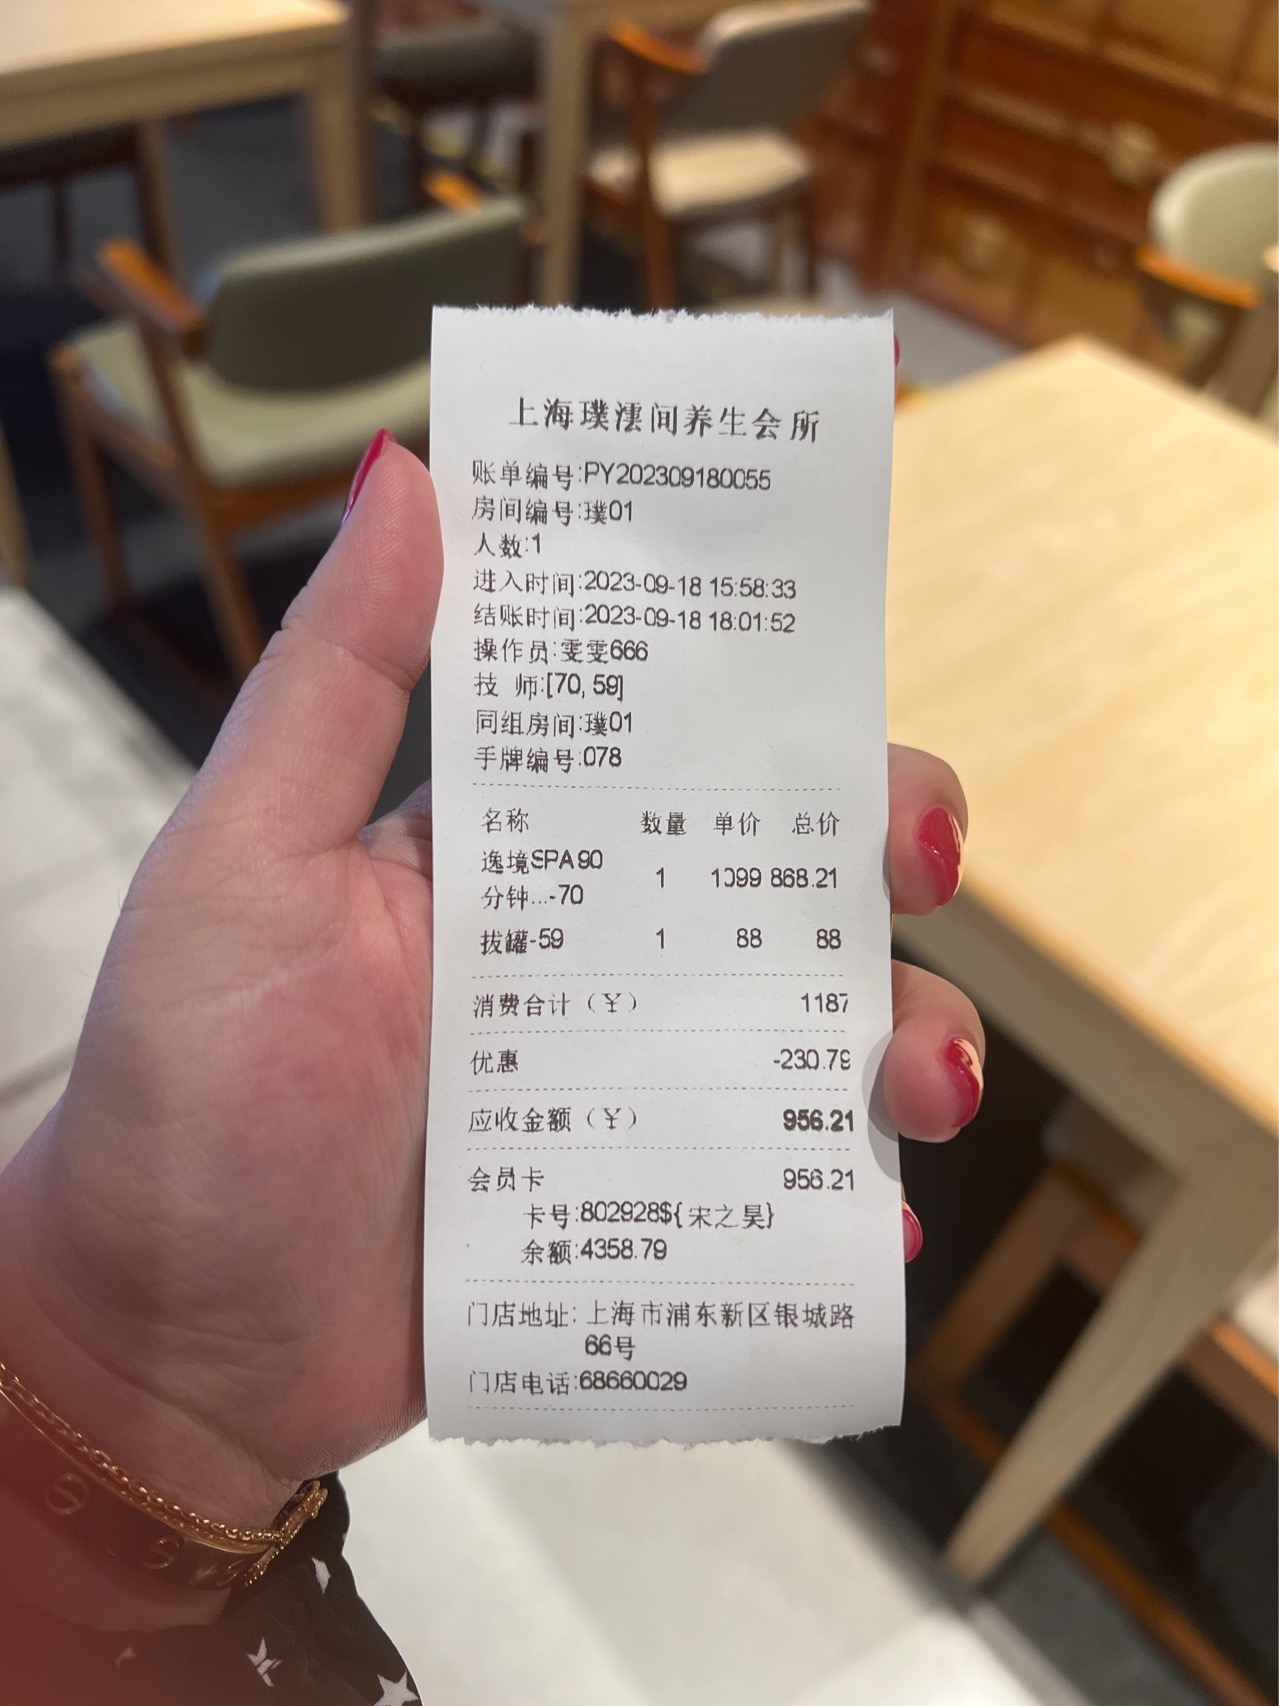 上海璞澐间养生会所
账单编号:PY202309180055
房间编号:璞01
人数:1
进入时间:2023-09-18 15:58:33
结账时间:2023-09-18 18:01:52
操作员:雯雯666
技 师:[70, 59]
同组房间:璞01
手牌编号:078
名称 数量 单价 总价
逸境SPA90
分钟...-70 1 1099 868.21
拔罐-59 1 88 88
消费合计（￥） 1187
优惠 -230.79
应收金额（￥） 956.21
会员卡 956.21
卡号:802928${宋之昊}
余额:4358.79
门店地址: 上海市浦东新区银城路
66号
门店电话:68660029